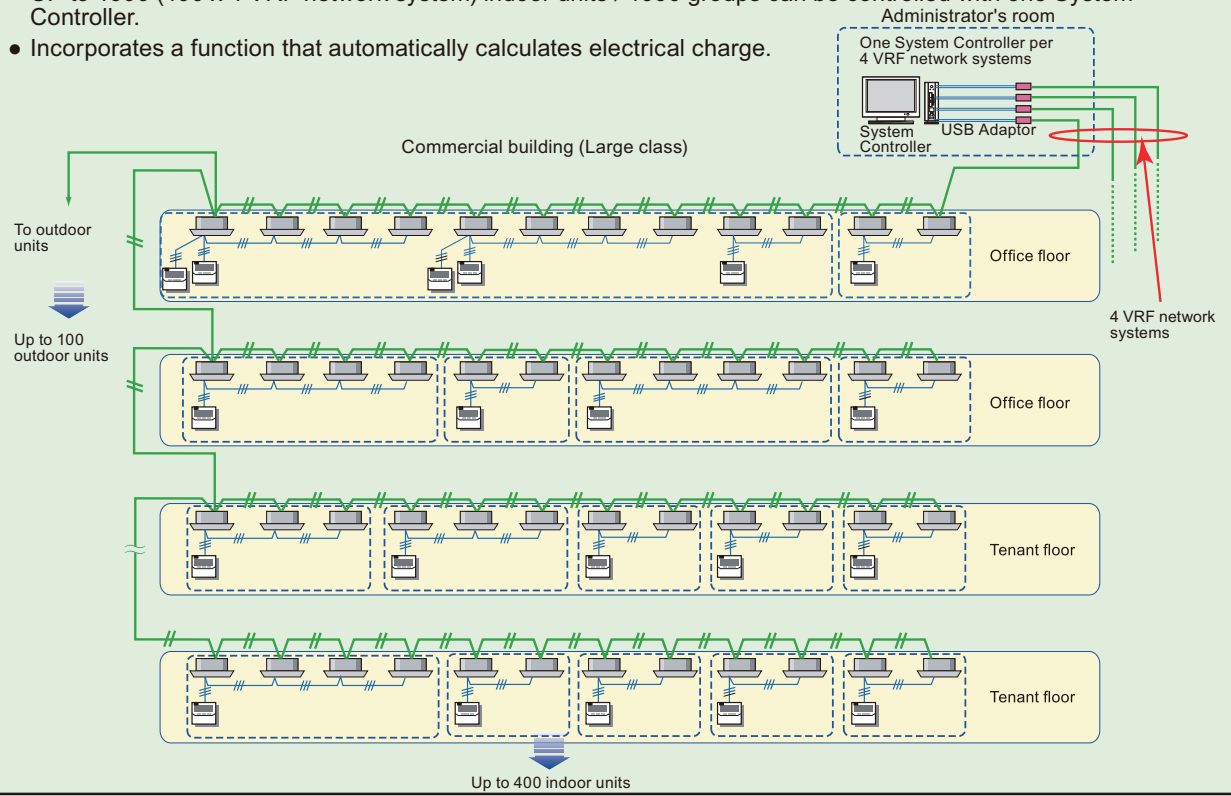 Controller.
● Incorporates a function that automatically calculates electrical charge.
Administrator's room
One System Controller per
4 VRF network systems
System
Controller
USB Adaptor
Commercial building (Large class)
To outdoor
units
Up to 100
outdoor units
Office floor
4 VRF network
systems
Office floor
Tenant floor
Tenant floor
Up to 400 indoor units